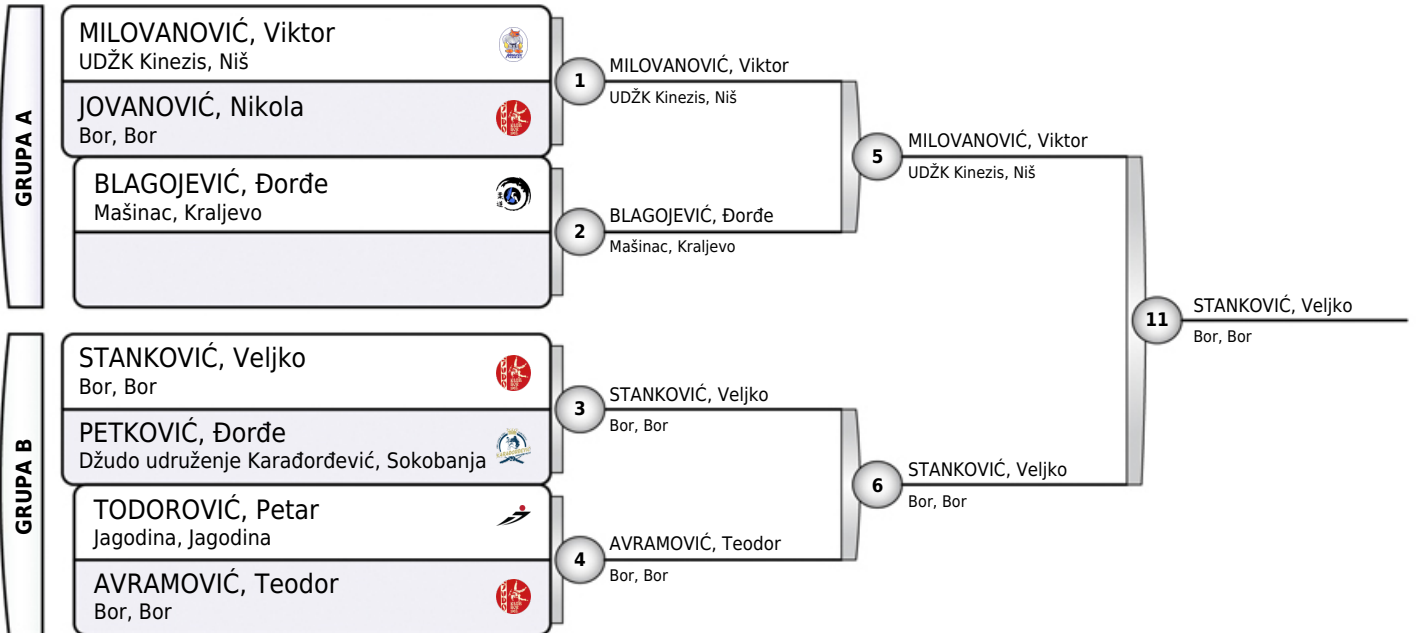 GRUPA A
MILOVANOVIĆ, Viktor
UDŽK Kinezis, Niš
JOVANOVIĆ, Nikola
Bor, Bor
BLAGOJEVIĆ, Đorđe
Mašinac, Kraljevo
1
MILOVANOVIĆ, Viktor
UDŽK Kinezis, Niš
2
BLAGOJEVIĆ, Đorđe
Mašinac, Kraljevo
5
MILOVANOVIĆ, Viktor
UDŽK Kinezis, Niš
GRUPA B
STANKOVIĆ, Veljko
Bor, Bor
PETKOVIĆ, Đorđe
Džudo udruženje Karađorđević, Sokobanja
TODOROVIĆ, Petar
Jagodina, Jagodina
AVRAMOVIĆ, Teodor
Bor, Bor
3
STANKOVIĆ, Veljko
Bor, Bor
4
AVRAMOVIĆ, Teodor
Bor, Bor
6
STANKOVIĆ, Veljko
Bor, Bor
11
STANKOVIĆ, Veljko
Bor, Bor